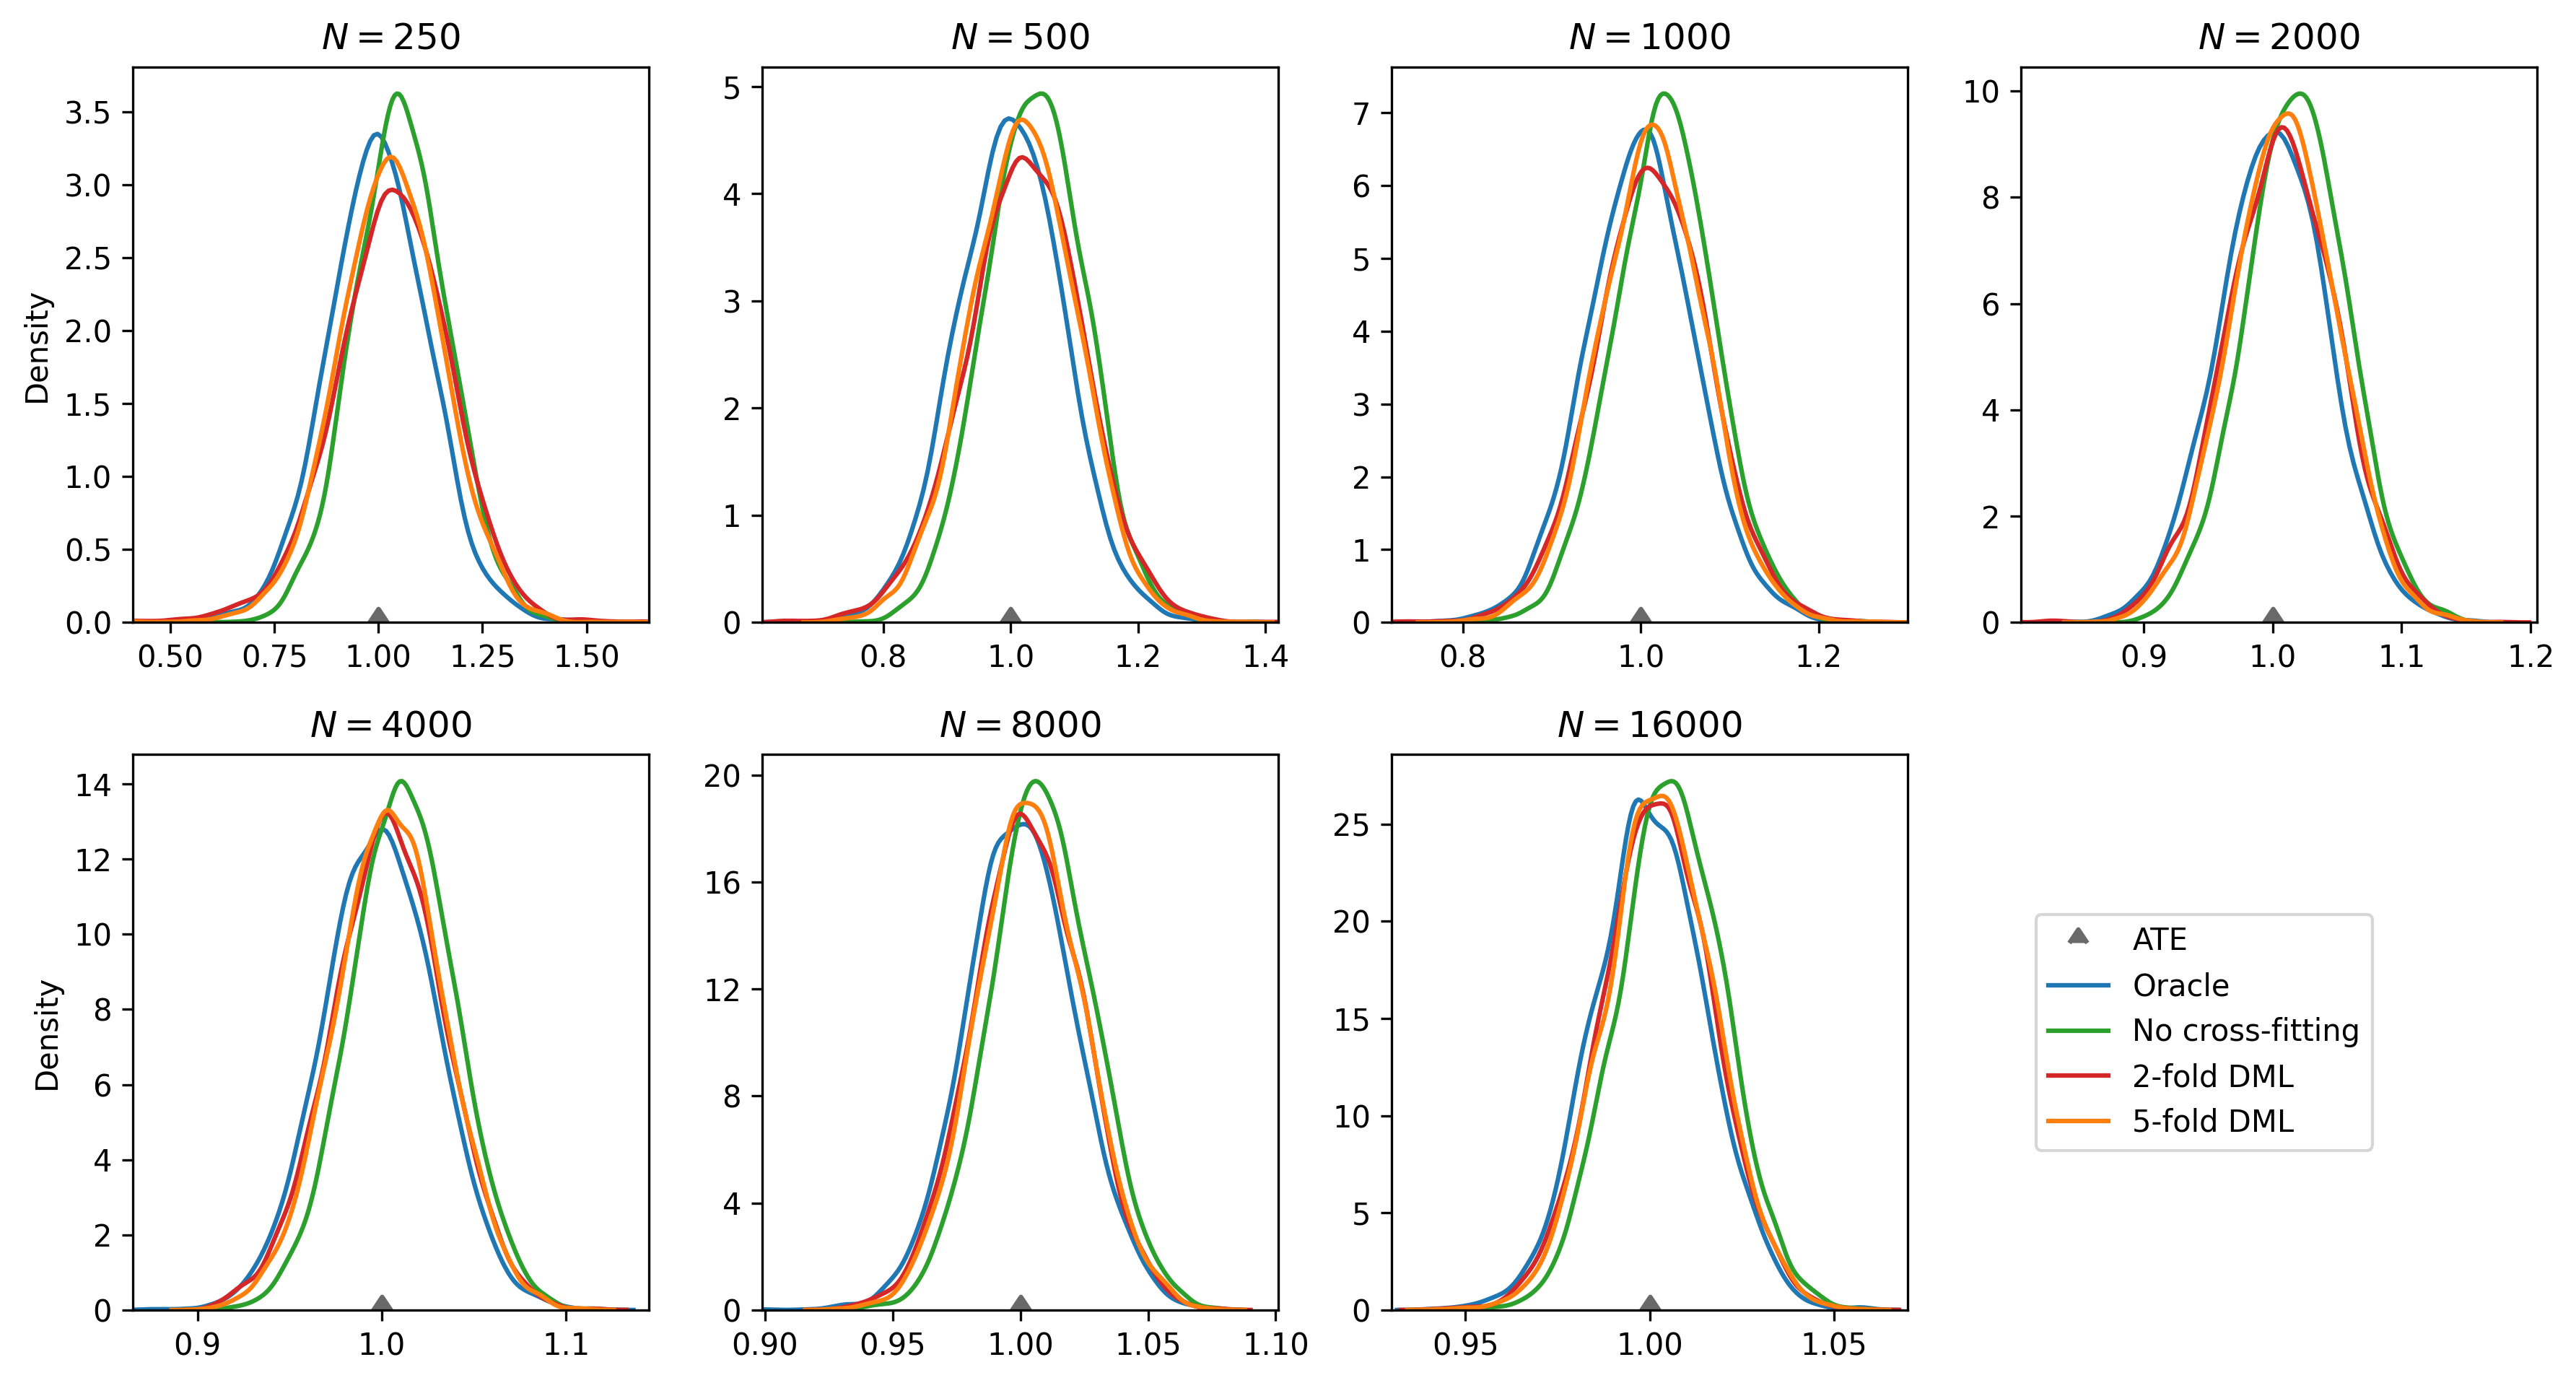 N = 250
N = 500
N = 1000
N = 2000
Density
3.5
3.0
2.5
2.0
1.5
1.0
0.5
0.0
0.50 0.75 1.00 1.25 1.50
5
4
3
2
1
0
0.8 1.0 1.2 1.4
7
6
5
4
3
2
1
0
0.8 1.0 1.2
10
8
6
4
2
0
0.9 1.0 1.1 1.2
N = 4000
N = 8000
N = 16000
Density
14
12
10
8
6
4
2
0
0.9 1.0 1.1
20
16
12
8
4
0
0.90 0.95 1.00 1.05 1.10
25
20
15
10
5
0
0.95 1.00 1.05
ATE
Oracle
No cross-fitting
2-fold DML
5-fold DML